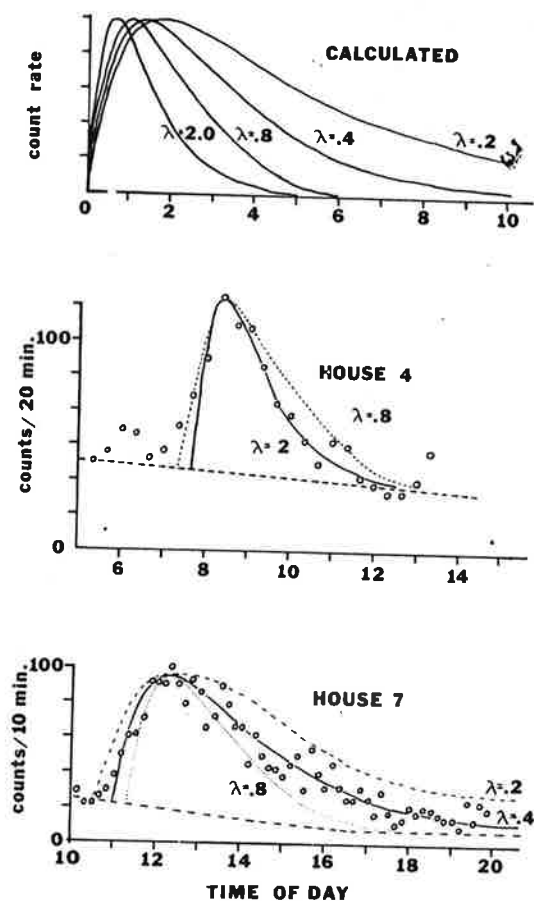 CALCULATED
count rate
λ=2.0
λ=.8
λ=.4
λ=.2
0 2 4 6 8 10
100
HOUSE 4
counts/20 min.
λ=.8
λ=.2
0
6 8 10 12 14
100
HOUSE 7
counts/10 min.
λ=.8
λ=.2
λ=.4
0
10 12 14 16 18 20
TIME OF DAY